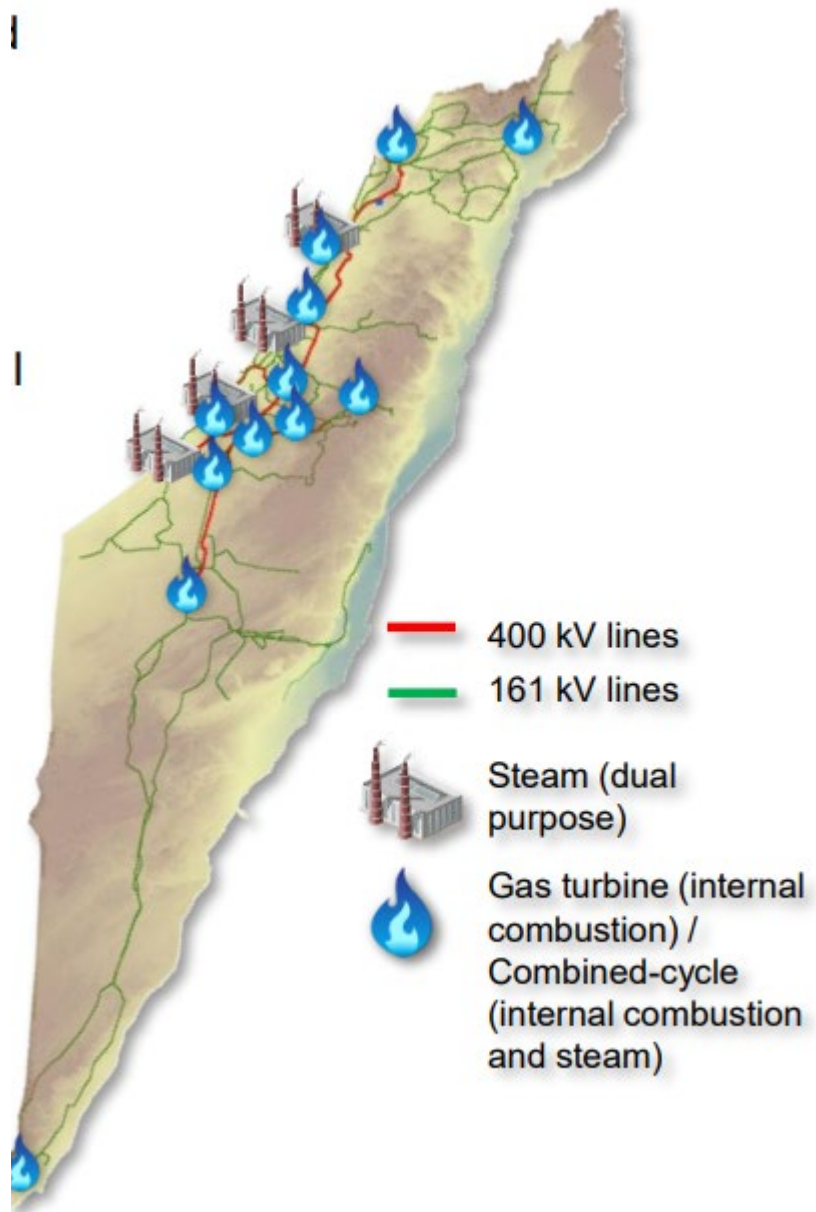 d
l
400 kV lines
161 kV lines
Steam (dual
purpose)
Gas turbine (internal
combustion) /
Combined-cycle
(internal combustion
and steam)